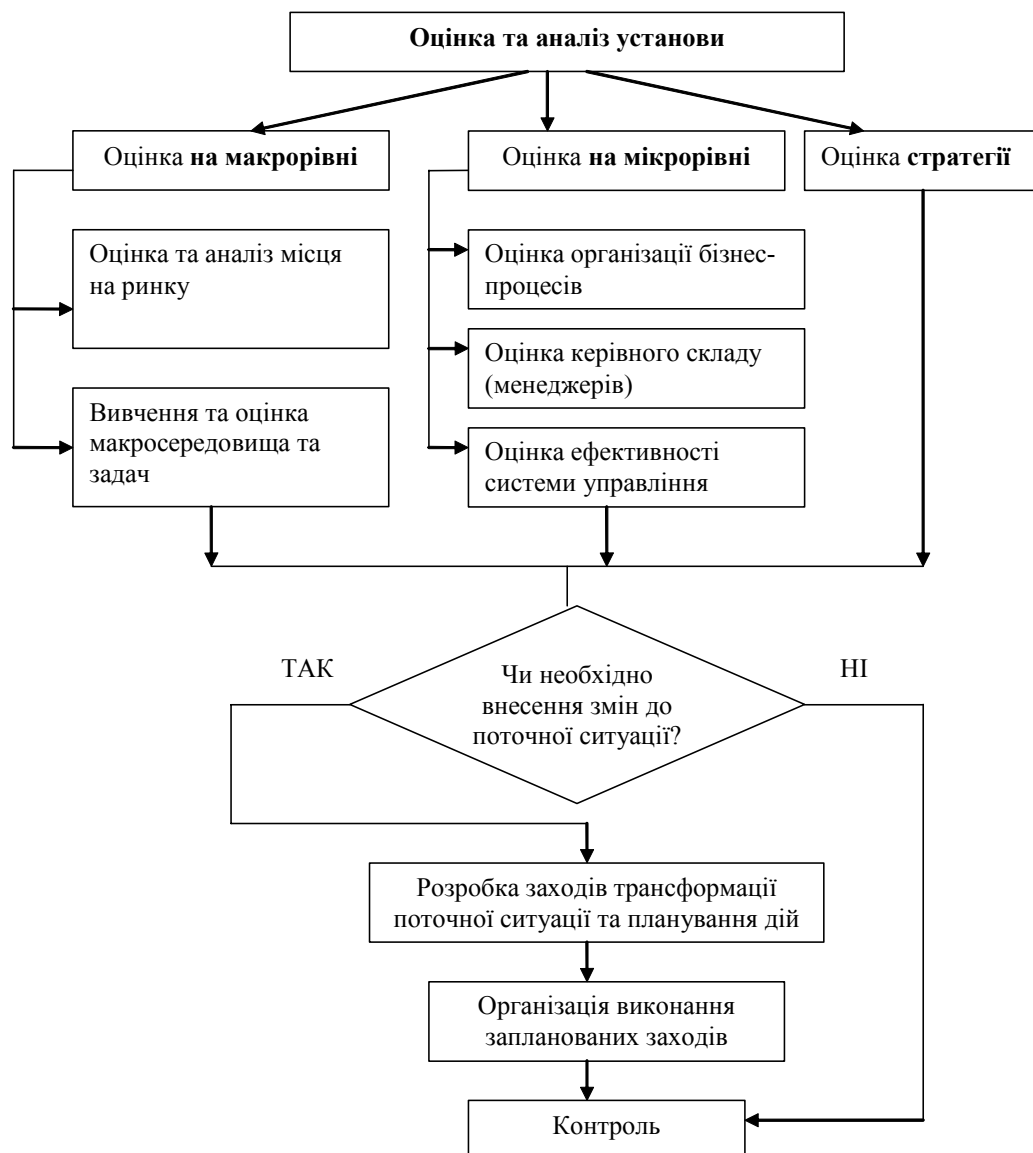 Оцінка та аналіз установи
Оцінка на макрорівні
Оцінка на мікрорівні
Оцінка стратегії
Оцінка та аналіз місця
на ринку
Вивчення та оцінка
макросередовища та
задач
Оцінка організації бізнес-
процесів
Оцінка керівного складу
(менеджерів)
Оцінка ефективності
системи управління
ТАК
Чи необхідно
внесення змін до
поточної ситуації?
НІ
Розробка заходів трансформації
поточної ситуації та планування дій
Організація виконання
запланованих заходів
Контроль